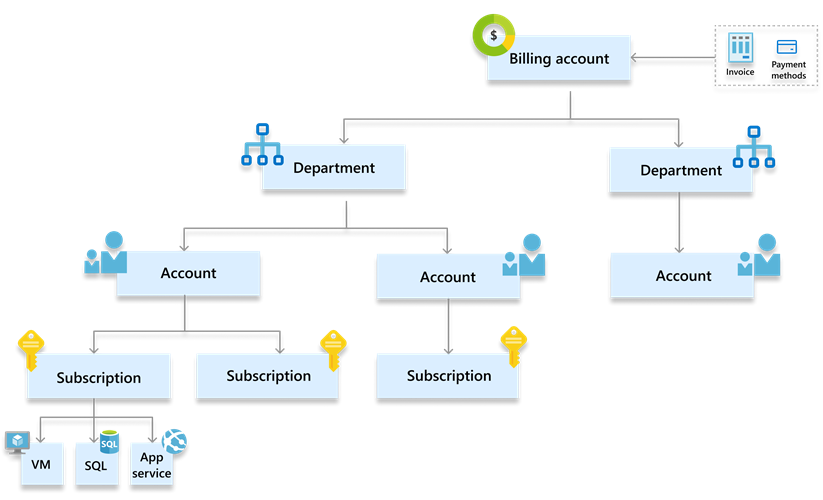 $
Billing account
Invoice
Payment
methods
Department
Department
Account
Account
Account
Subscription
Subscription
Subscription
VM
SQL
SQL
App
service